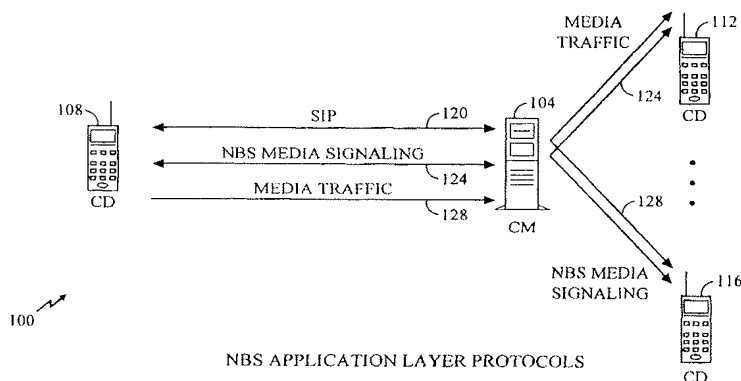 MEDIA
TRAFFIC
112
108
104
124
CD
SIP
120
NBS MEDIA SIGNALING
124
MEDIA TRAFFIC
128
128
CD
CM
NBS MEDIA
SIGNALING
116
100
NBS APPLICATION LAYER PROTOCOLS
CD